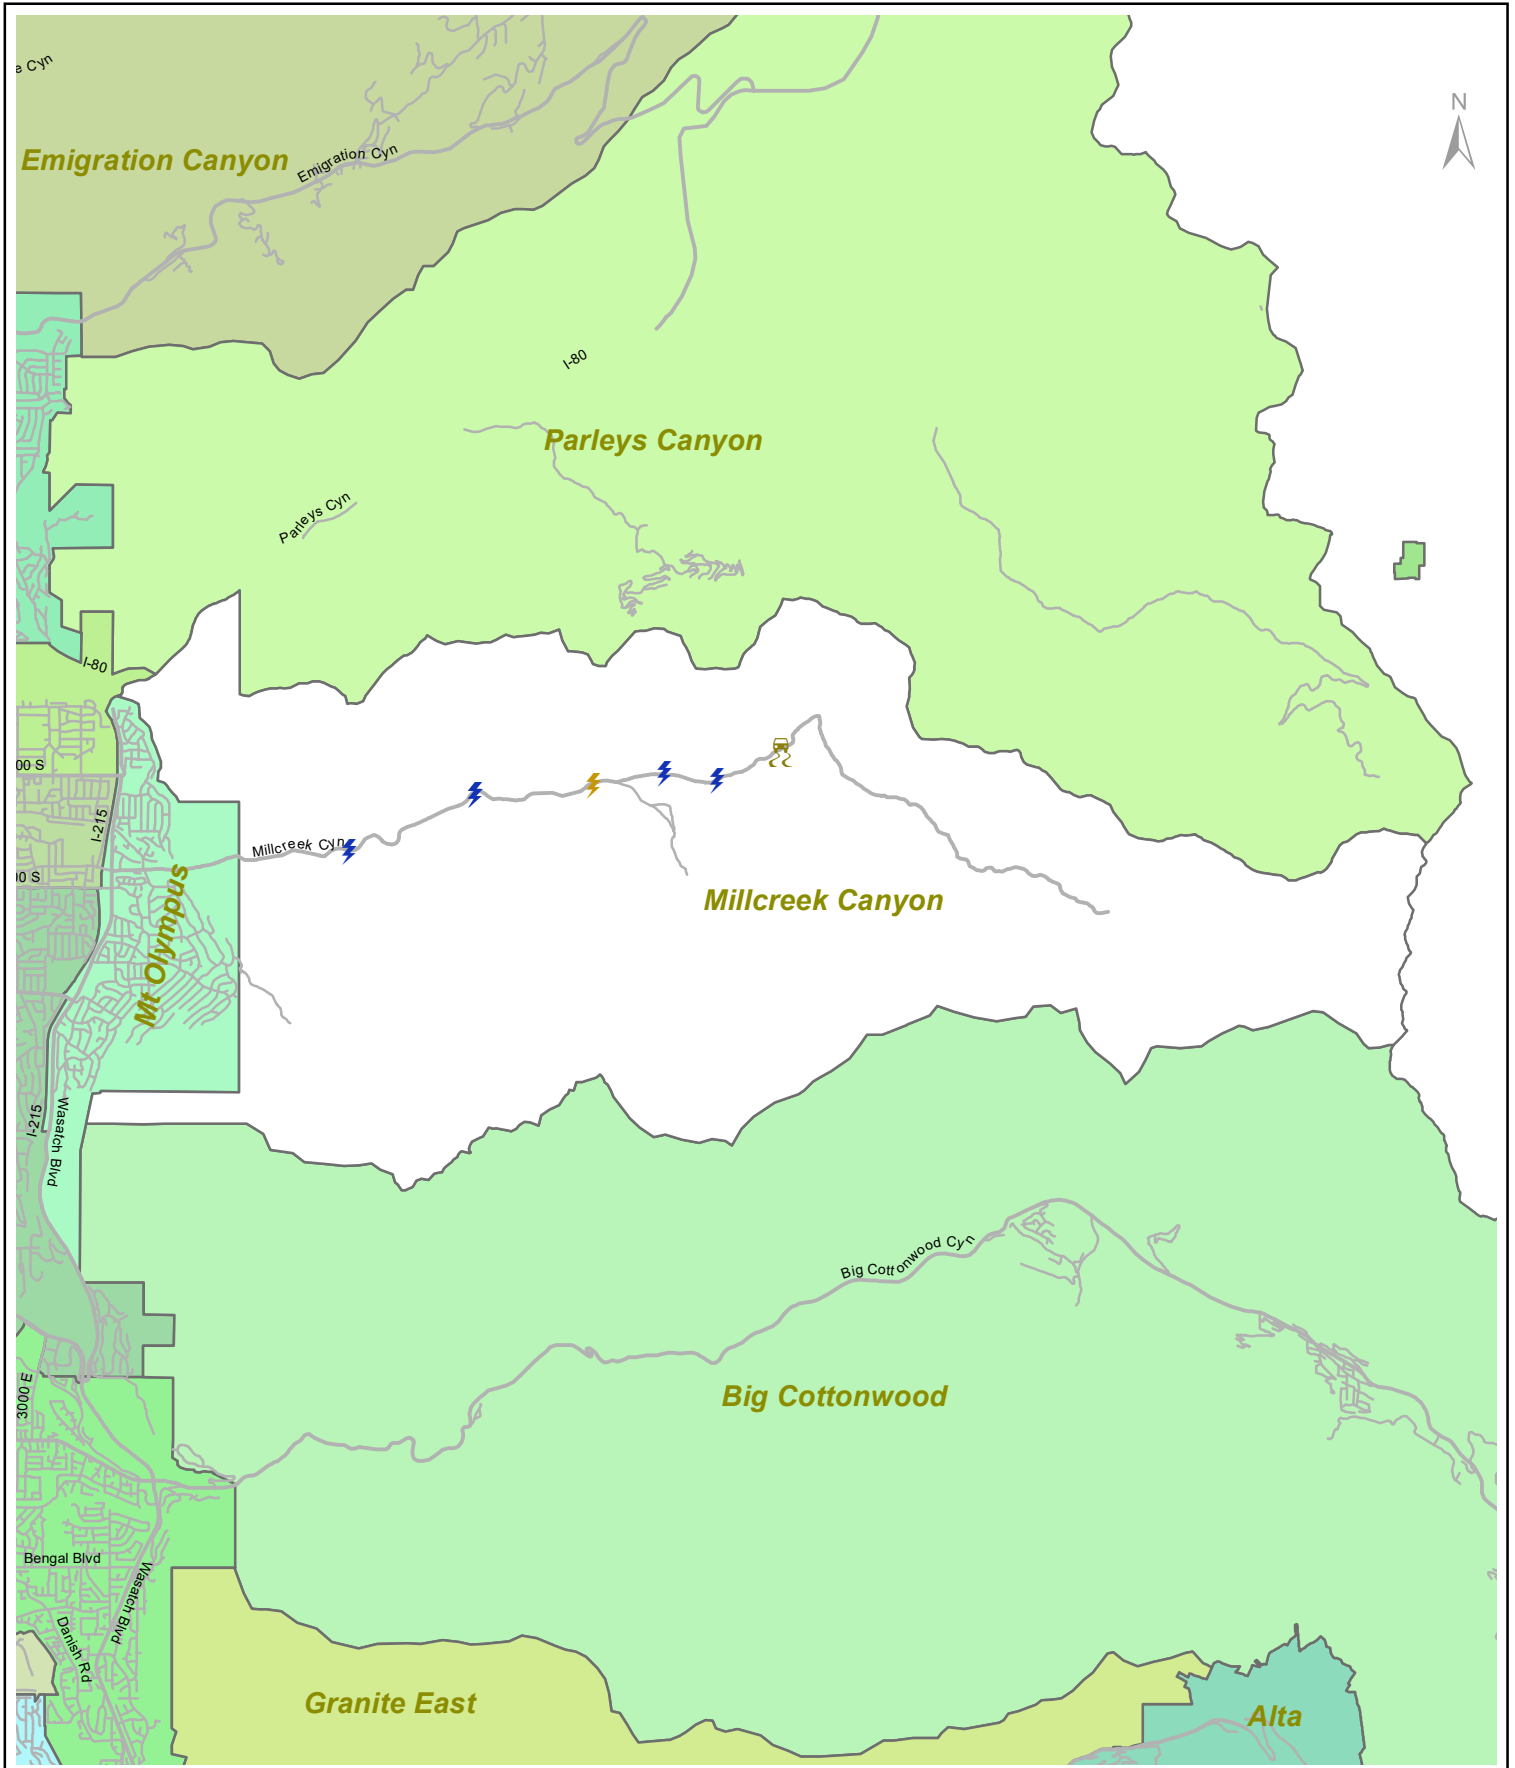 e Cyn
N
Emigration Canyon
Emigration Cyn
I-80
Parleys Canyon
Parleys Cyn
I-80
00 S
I-215
Millcreek Cyn
00 S
Millcreek Canyon
Mt Olympus
I-215
Wasatch Blvd
Big Cottonwood Cyn
3000 E
Big Cottonwood
Bengal Blvd
Wasatch Blvd
Danish Rd
Granite East
Alta